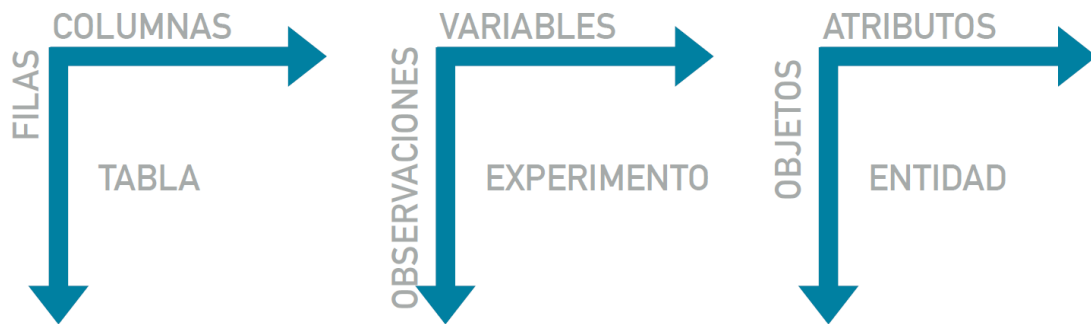 COLUMNAS
FILAS
TABLA
VARIABLES
OBSERVACIONES
EXPERIMENTO
ATRIBUTOS
OBJETOS
ENTIDAD